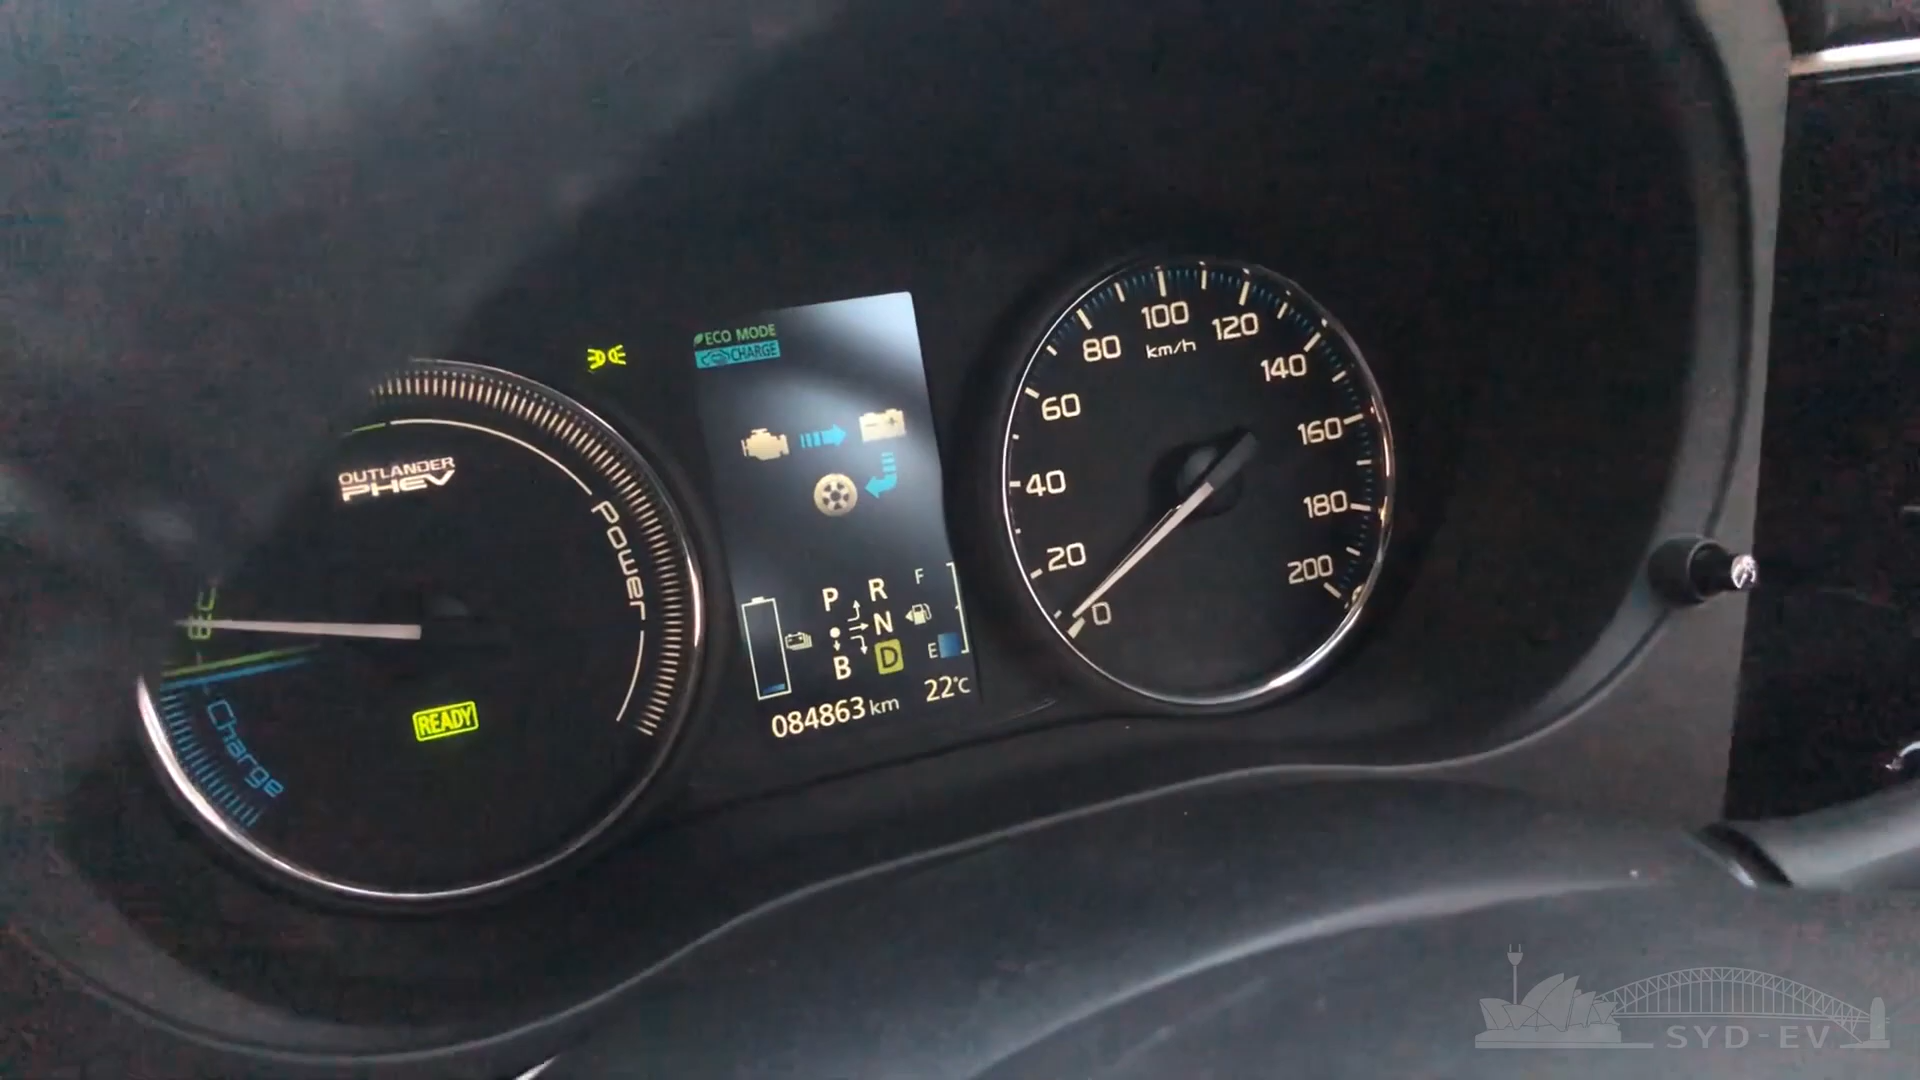 ECO MODE
CHARGE
OUTLANDER
PHEV
Power
Charge
READY
P R
N
B D
F
E
084863 km
22°C
0
20
40
60
80
100
120
140
160
180
200
km/h
SYD-EV